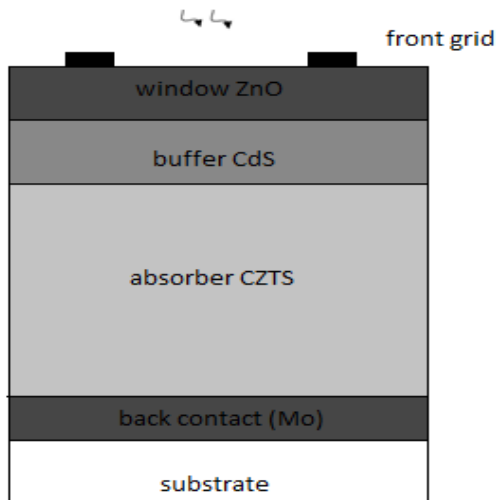 front grid
window ZnO
buffer CdS
absorber CZTS
back contact (Mo)
substrate